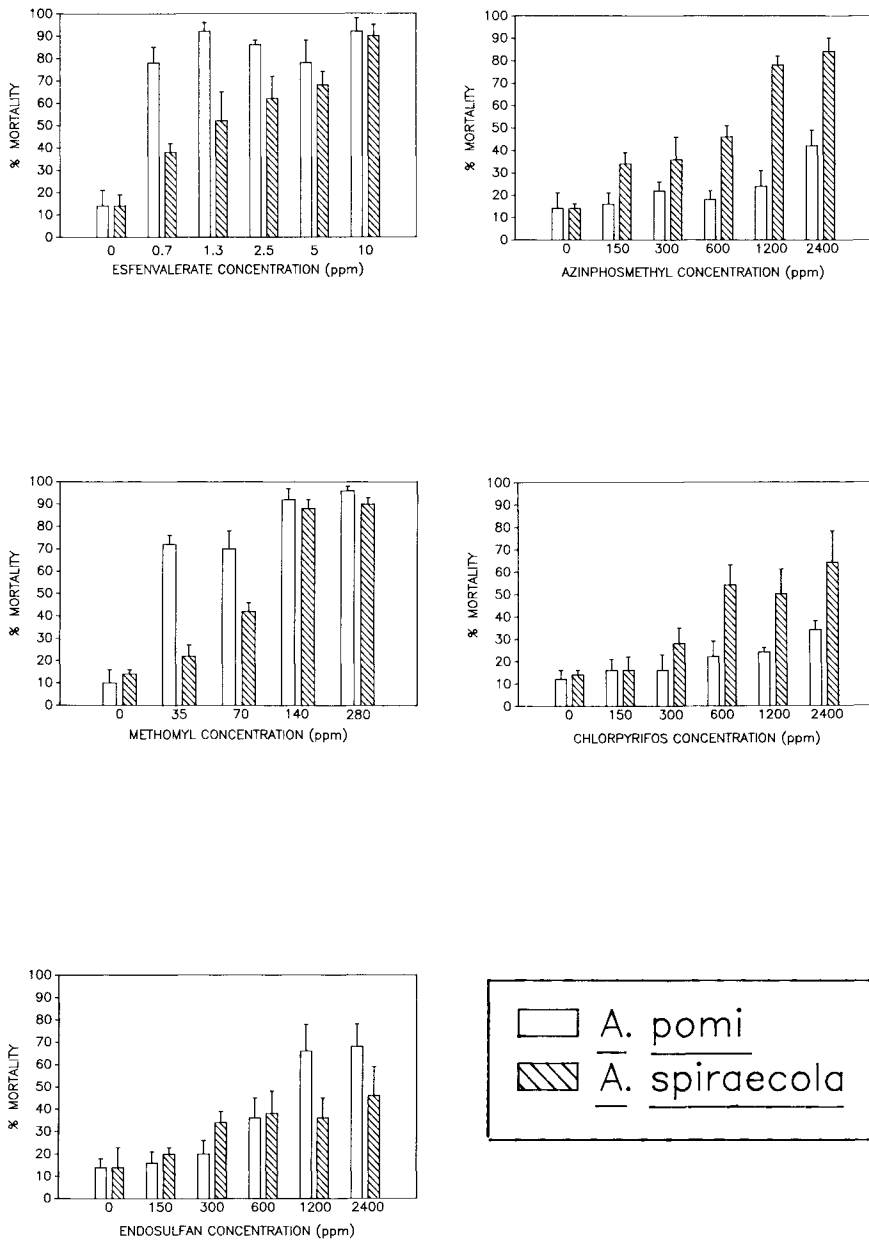 % MORTALITY
100
90
80
70
60
50
40
30
20
10
0 0.7 1.3 2.5 5 10
ESFENVALERATE CONCENTRATION (ppm)
% MORTALITY
100
90
80
70
60
50
40
30
20
10
0 150 300 600 1200 2400
AZINPHOSMETHYL CONCENTRATION (ppm)
% MORTALITY
100
90
80
70
60
50
40
30
20
10
0 35 70 140 280
METHOMYL CONCENTRATION (ppm)
% MORTALITY
100
90
80
70
60
50
40
30
20
10
0 150 300 600 1200 2400
CHLORPYRIFOS CONCENTRATION (ppm)
% MORTALITY
100
90
80
70
60
50
40
30
20
10
0 150 300 600 1200 2400
ENDOSULFAN CONCENTRATION (ppm)
A. pomi
A. spiraecola